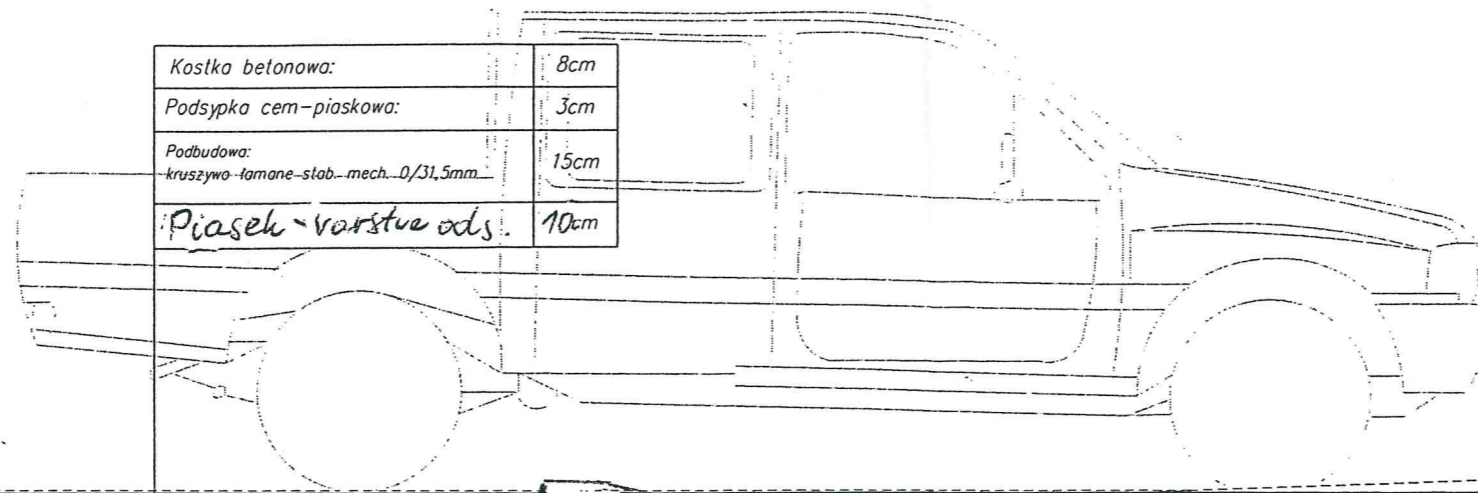 Kostka betonowa: 8cm
Podsypka cem-piaskowa: 3cm
Podbudowa:
kruszywo łamane stab. mech. 0/31,5mm 15cm
Piasek - warstwa ods. 10cm